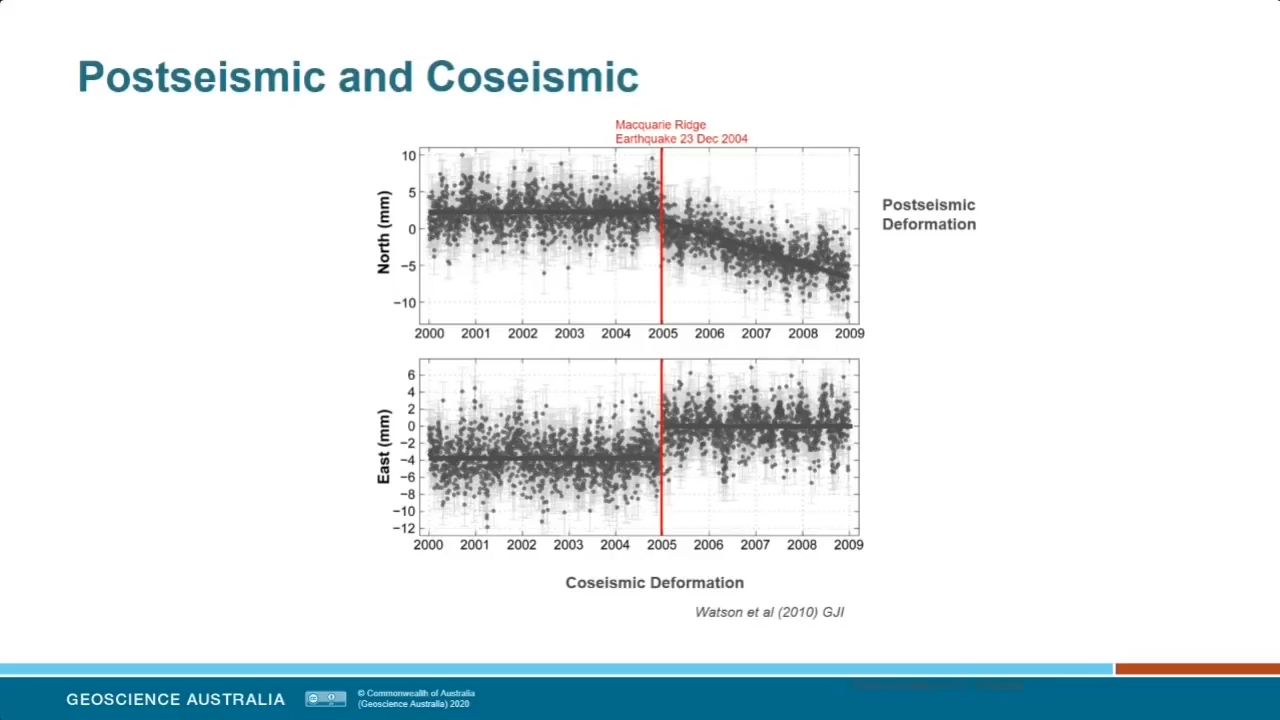 Postseismic and Coseismic
Macquarie Ridge
Earthquake 23 Dec 2004
10
5
0
−5
−10
North (mm)
2000 2001 2002 2003 2004 2005 2006 2007 2008 2009
Postseismic
Deformation
6
4
2
0
−2
−4
−6
−8
−10
−12
East (mm)
2000 2001 2002 2003 2004 2005 2006 2007 2008 2009
Coseismic Deformation
Watson et al (2010) GJI
GEOSCIENCE AUSTRALIA
© Commonwealth of Australia
(Geoscience Australia) 2020